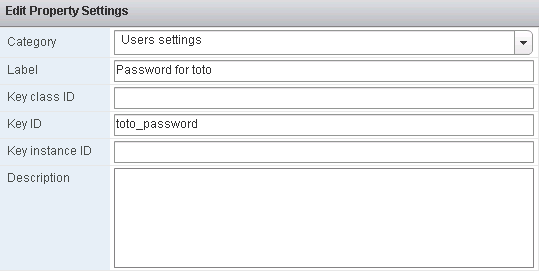 Edit Property Settings
Category Users settings
Label Password for toto
Key class ID
Key ID toto_password
Key instance ID
Description